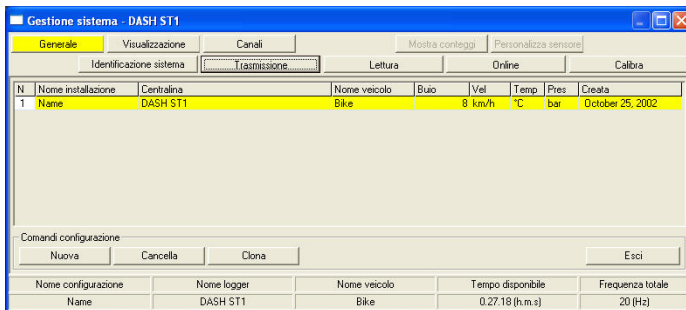 Gestione sistema - DASH ST1
Generale Visualizzazione Canali Mostra conteggi Personalizza sensore
Identificazione sistema Trasmissione Lettura Online Calibra
N Nome installazione Centralina Nome veicolo Buio Vel Temp Pres Creata
1 Name DASH ST1 Bike 8 km/h °C bar October 25, 2002
Comandi configurazione
Nuova Cancella Clona Esci
Nome configurazione Nome logger Nome veicolo Tempo disponibile Frequenza totale
Name DASH ST1 Bike 0.27.18 (h.m.s) 20 (Hz)